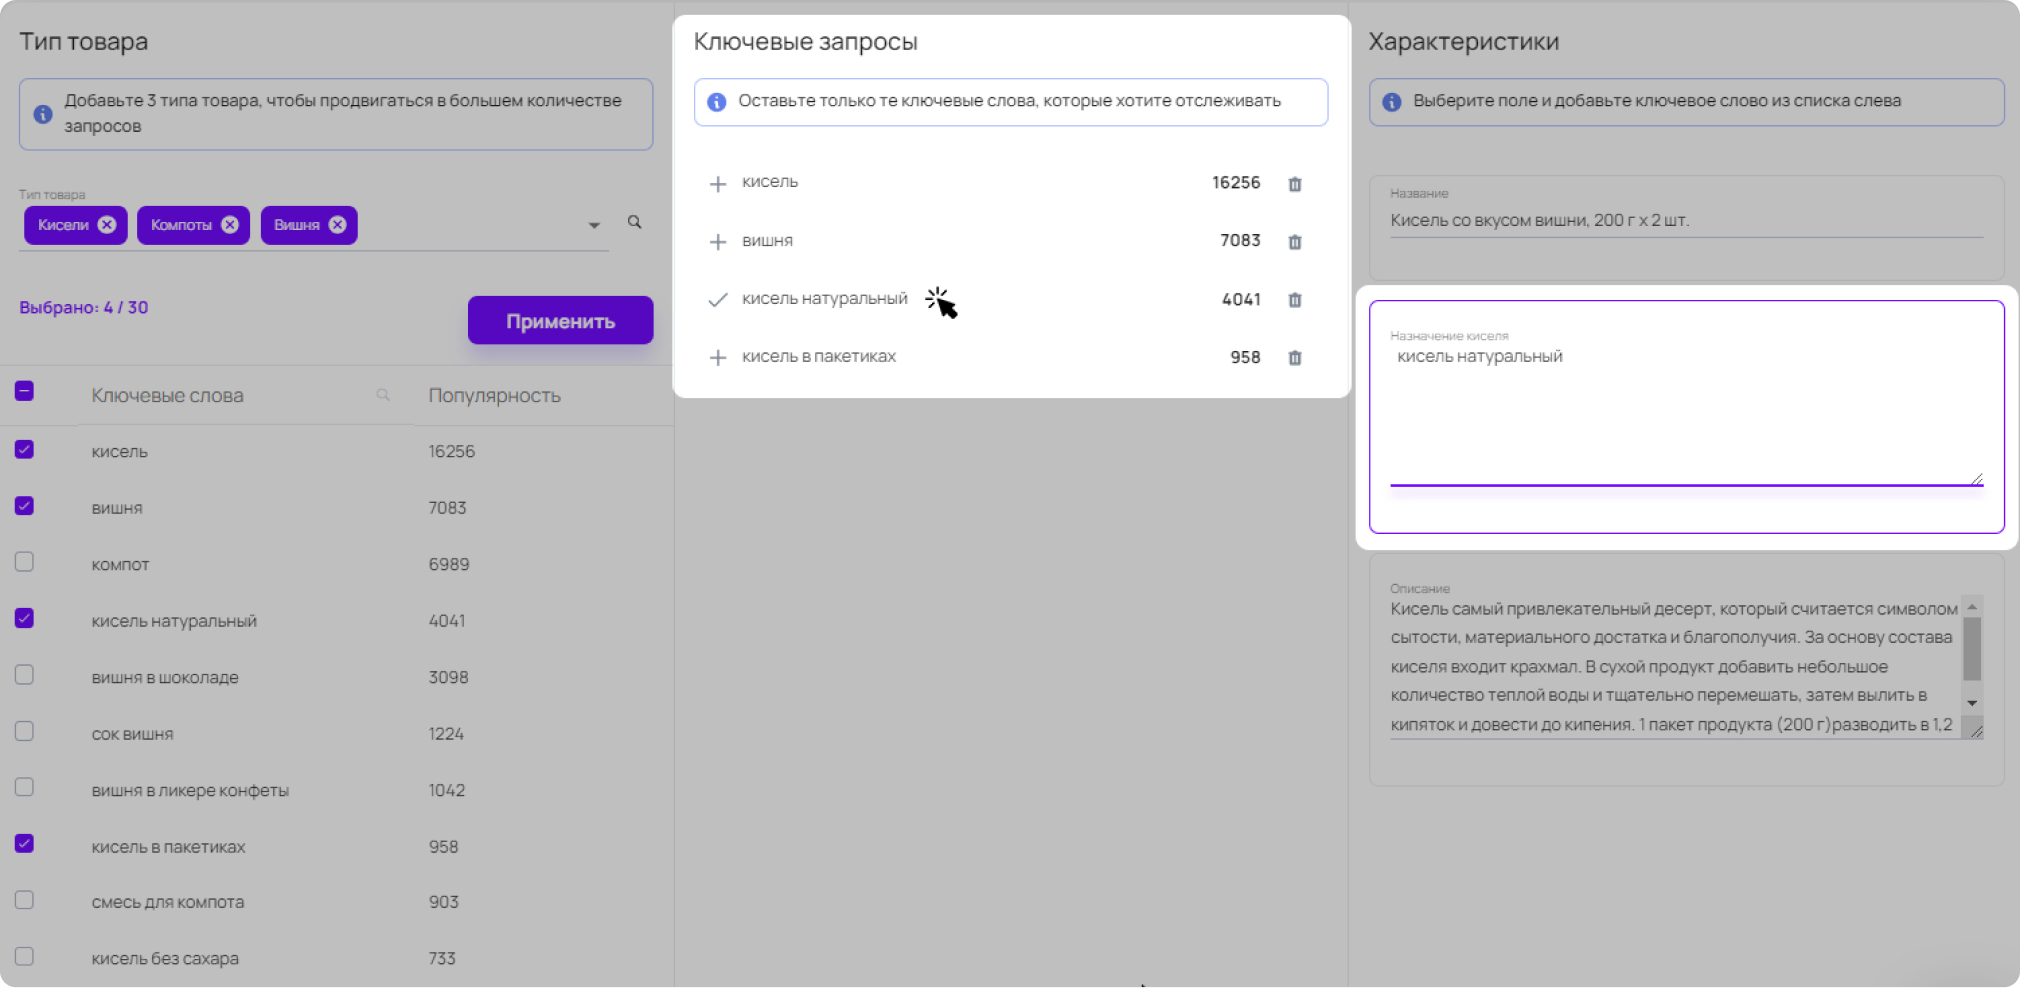 Тип товара
Добавьте 3 типа товара, чтобы продвигаться в большем количестве
запросов
Тип товара
Кисели
Компоты
Вишня
Выбрано: 4 / 30
Применить
Ключевые слова
Популярность
кисель
16256
вишня
7083
компот
6989
кисель натуральный
4041
вишня в шоколаде
3098
сок вишня
1224
вишня в ликере конфеты
1042
кисель в пакетиках
958
смесь для компота
903
кисель без сахара
733
Ключевые запросы
Оставьте только те ключевые слова, которые хотите отслеживать
кисель
16256
вишня
7083
кисель натуральный
4041
кисель в пакетиках
958
Характеристики
Выберите поле и добавьте ключевое слово из списка слева
Название
Кисель со вкусом вишни, 200 г х 2 шт.
Назначение киселя
кисель натуральный
Описание
Кисель самый привлекательный десерт, который считается символом
сытости, материального достатка и благополучия. За основу состава
киселя входит крахмал. В сухой продукт добавить небольшое
количество теплой воды и тщательно перемешать, затем вылить в
кипяток и довести до кипения. 1 пакет продукта (200 г)разводить в 1,2